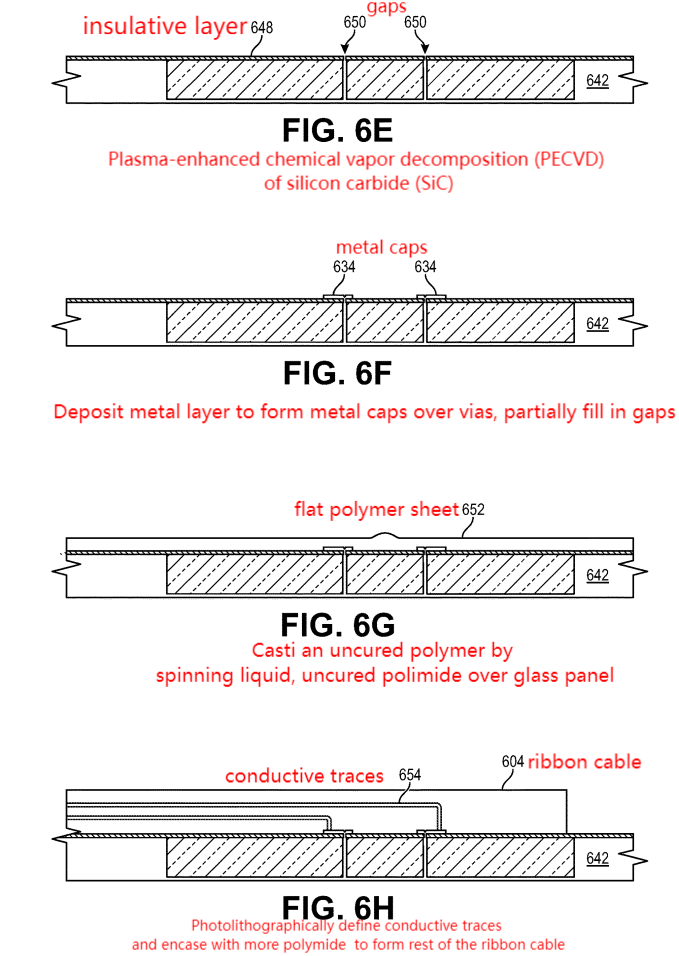 gaps
insulative layer 648 650 650
642
FIG. 6E
Plasma-enhanced chemical vapor decomposition (PECVD)
of silicon carbide (SiC)
metal caps
634 634
642
FIG. 6F
Deposit metal layer to form metal caps over vias, partially fill in gaps
flat polymer sheet 652
642
FIG. 6G
Casti an uncured polymer by
spinning liquid, uncured polimide over glass panel
604 ribbon cable
conductive traces 654
642
FIG. 6H
Photolithographically define conductive traces
and encase with more polymide to form rest of the ribbon cable